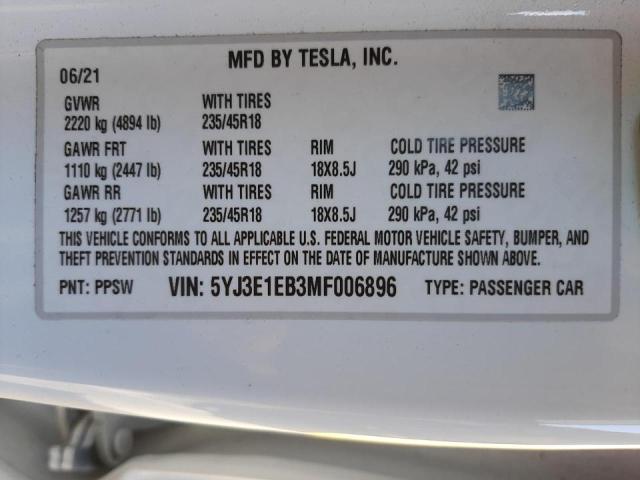 MFD BY TESLA, INC.
06/21
GVWR WITH TIRES
2220 kg (4894 lb) 235/45R18
GAWR FRT WITH TIRES RIM COLD TIRE PRESSURE
1110 kg (2447 lb) 235/45R18 18X8.5J 290 kPa, 42 psi
GAWR RR WITH TIRES RIM COLD TIRE PRESSURE
1257 kg (2771 lb) 235/45R18 18X8.5J 290 kPa, 42 psi
THIS VEHICLE CONFORMS TO ALL APPLICABLE U.S. FEDERAL MOTOR VEHICLE SAFETY, BUMPER, AND
THEFT PREVENTION STANDARDS IN EFFECT ON THE DATE OF MANUFACTURE SHOWN ABOVE.
PNT: PPSW VIN: 5YJ3E1EB3MF006896 TYPE: PASSENGER CAR